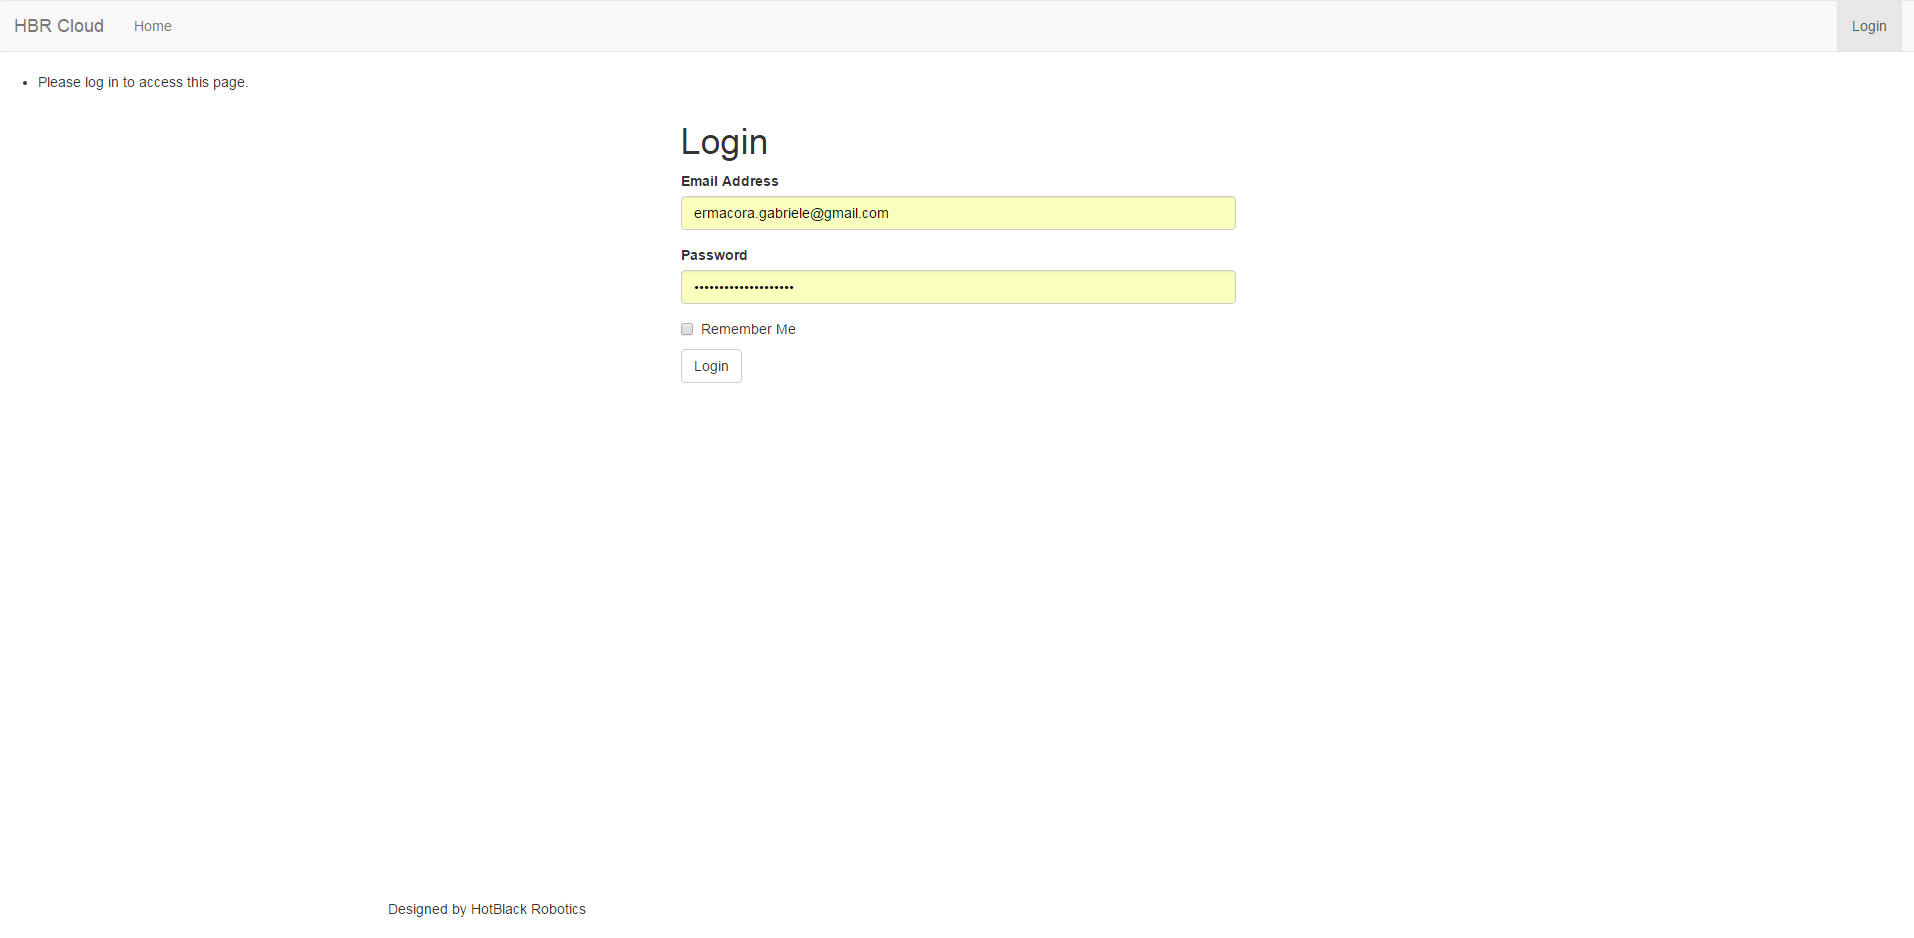 HBR Cloud Home Login
Please log in to access this page.
Login
Email Address
ermacora.gabriele@gmail.com
Password
••••••••••••••••••••
Remember Me
Login
Designed by HotBlack Robotics